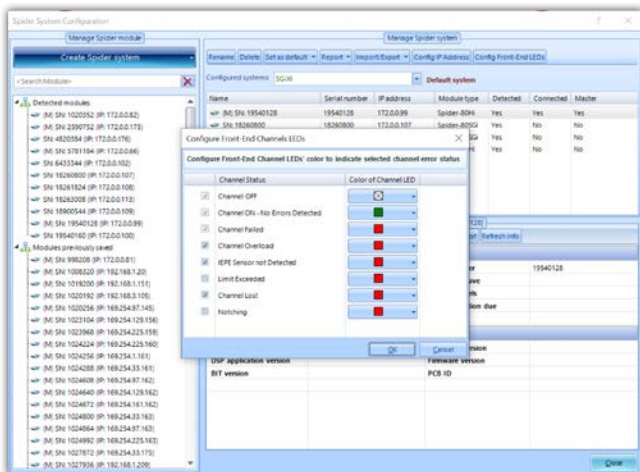 Spider System Configuration
Manage Spider module
Create Spider system
<Search Module>
Detected modules
(M) SN: 1020352 (IP: 172.0.0.82)
(M) SN: 2590752 (IP: 172.0.0.175)
SN: 4820584 (IP: 172.0.0.176)
(M) SN: 5781184 (IP: 172.0.0.66)
SN: 6433344 (IP: 172.0.0.102)
SN: 18260800 (IP: 172.0.0.107)
SN: 18261824 (IP: 172.0.0.108)
SN: 18263008 (IP: 172.0.0.113)
SN: 18900544 (IP: 172.0.0.109)
(M) SN: 19540128 (IP: 172.0.0.99)
SN: 19540160 (IP: 172.0.0.100)
Modules previously saved
(M) SN: 998208 (IP: 172.0.0.81)
(M) SN: 1008320 (IP: 192.168.1.20)
(M) SN: 1019200 (IP: 192.168.1.151)
(M) SN: 1020192 (IP: 192.168.3.105)
(M) SN: 1020256 (IP: 169.254.97.145)
(M) SN: 1023104 (IP: 169.254.129.156)
(M) SN: 1023968 (IP: 169.254.225.159)
(M) SN: 1024224 (IP: 169.254.225.160)
(M) SN: 1024256 (IP: 169.254.1.161)
(M) SN: 1024288 (IP: 169.254.33.161)
(M) SN: 1024608 (IP: 169.254.97.162)
(M) SN: 1024640 (IP: 169.254.129.162)
(M) SN: 1024672 (IP: 169.254.161.162)
(M) SN: 1024800 (IP: 169.254.33.163)
(M) SN: 1024864 (IP: 169.254.97.163)
(M) SN: 1024992 (IP: 169.254.225.163)
(M) SN: 1027872 (IP: 169.254.33.175)
(M) SN: 1027936 (IP: 192.168.1.209)
Manage Spider system
Rename Delete Set as default Report Import/Export Config IP Address Config Front-End LEDs
Configured systems SGiXi Default system
Name Serial number IP address Module type Detected Connected Master
(M) SN: 19540128 19540128 172.0.0.99 Spider-80Hi Yes Yes Yes
SN: 18260800 18260800 172.0.0.107 Spider-80SGi Yes No No
Yes No No
Yes No No
Configure Front-End Channels LEDs
Configure Front-End Channel LEDs' color to indicate selected channel error status
Channel Status Color of Channel LED
Channel OFF
Channel ON - No Errors Detected
Channel Failed
Channel Overload
IEPE Sensor not Detected
Limit Exceeded
Channel Lost
Notching
OK Cancel
Refresh info
19540128
DSP application version Firmware version
BIT version PCB ID
Close